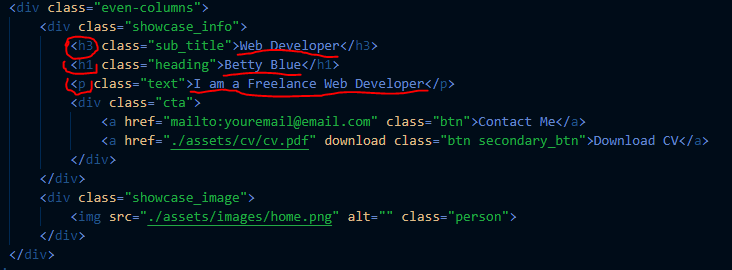 <div class="even-columns">
<div class="showcase_info">
<h3 class="sub_title">Web Developer</h3>
<h1 class="heading">Betty Blue</h1>
<p class="text">I am a Freelance Web Developer</p>
<div class="cta">
<a href="mailto:youremail@email.com" class="btn">Contact Me</a>
<a href="./assets/cv/cv.pdf" download class="btn secondary_btn">Download CV</a>
</div>
</div>
<div class="showcase_image">
<img src="./assets/images/home.png" alt="" class="person">
</div>
</div>